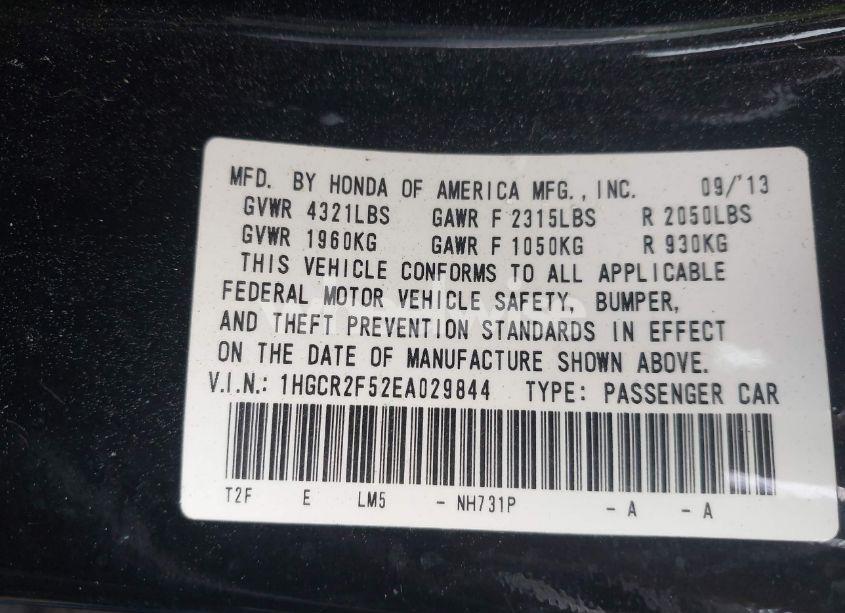 MFD. BY HONDA OF AMERICA MFG., INC. 09/'13
GVWR 4321LBS GAWR F 2315LBS R 2050LBS
GVWR 1960KG GAWR F 1050KG R 930KG
THIS VEHICLE CONFORMS TO ALL APPLICABLE
FEDERAL MOTOR VEHICLE SAFETY, BUMPER,
AND THEFT PREVENTION STANDARDS IN EFFECT
ON THE DATE OF MANUFACTURE SHOWN ABOVE.
V.I.N.: 1HGCR2F52EA029844 TYPE: PASSENGER CAR
T2F E LM5 - NH731P - A - A